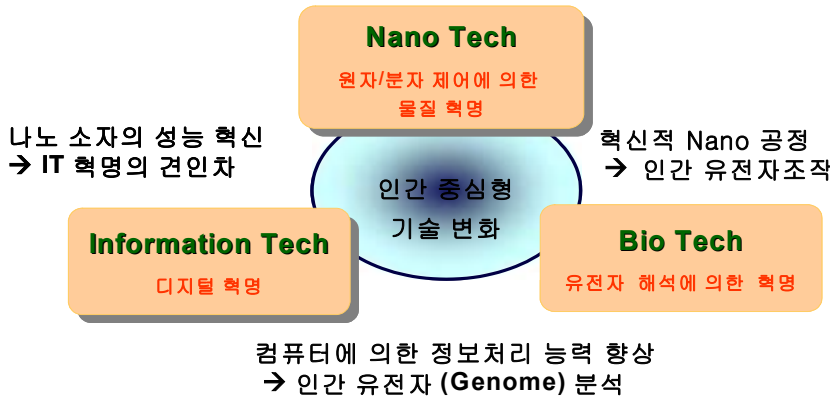 Nano Tech
원자/분자 제어에 의한
물질 혁명
나노 소자의 성능 혁신
→ IT 혁명의 견인차
혁신적 Nano 공정
→ 인간 유전자조작
인간 중심형
기술 변화
Information Tech
디지털 혁명
Bio Tech
유전자 해석에 의한 혁명
컴퓨터에 의한 정보처리 능력 향상
→ 인간 유전자 (Genome) 분석